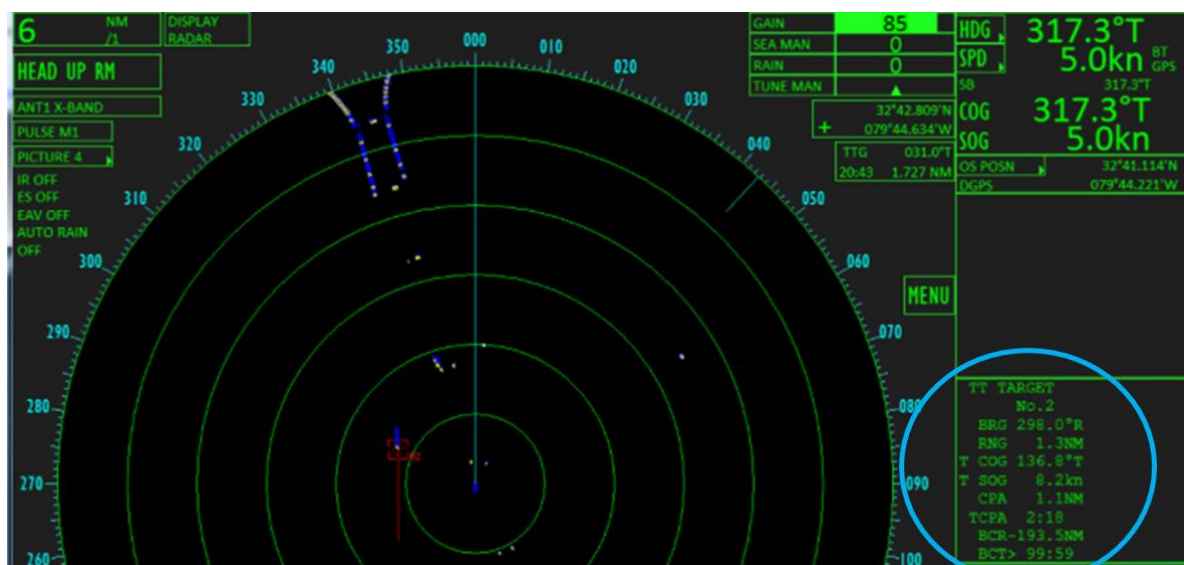 6 NM /1
DISPLAY RADAR
HEAD UP RM
ANT1 X-BAND
PULSE M1
PICTURE 4
IR OFF
ES OFF
EAV OFF
AUTO RAIN
OFF
260
270
280
290
300
310
320
330
340
350
000
010
020
030
040
050
060
070
080
090
100
GAIN 85
SEA MAN 0
RAIN 0
TUNE MAN
32°42.809'N
+ 079°44.634'W
TTG 031.0°T
20:43 1.727 NM
MENU
HDG 317.3°T
SPD 5.0kn BT GPS
SB 317.3°T
COG 317.3°T
SOG 5.0kn
OS POSN 32°41.114'N
DGPS 079°44.221'W
TT TARGET
No.2
BRG 298.0°R
RNG 1.3NM
T COG 136.8°T
T SOG 8.2kn
CPA 1.1NM
TCPA 2:18
BCR-193.5NM
BCT> 99:59